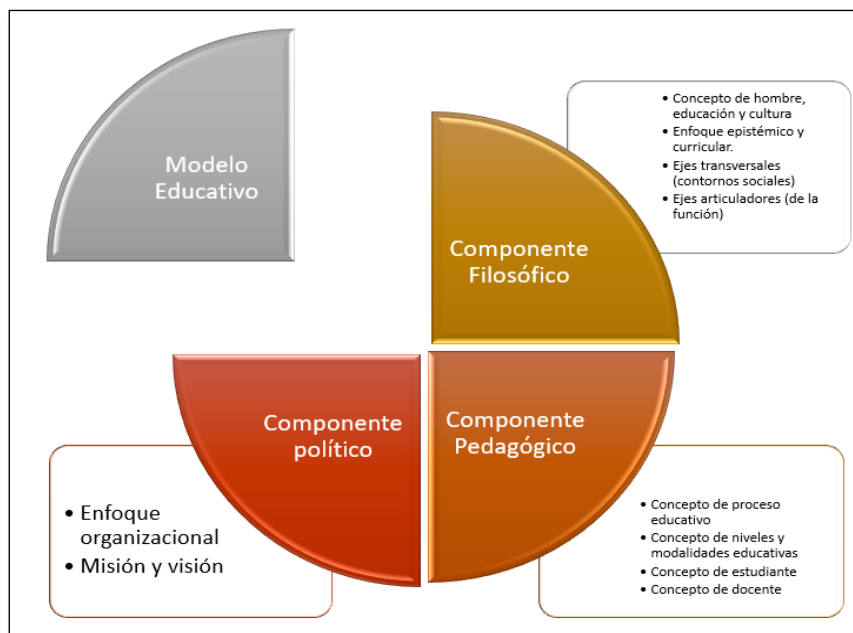 Modelo
Educativo
• Concepto de hombre,
educación y cultura
• Enfoque epistémico y
curricular.
• Ejes transversales
(contornos sociales)
• Ejes articuladores (de la
función)
Componente
Filosófico
Componente
político
Componente
Pedagógico
• Enfoque
organizacional
• Misión y visión
• Concepto de proceso
educativo
• Concepto de niveles y
modalidades educativas
• Concepto de estudiante
• Concepto de docente